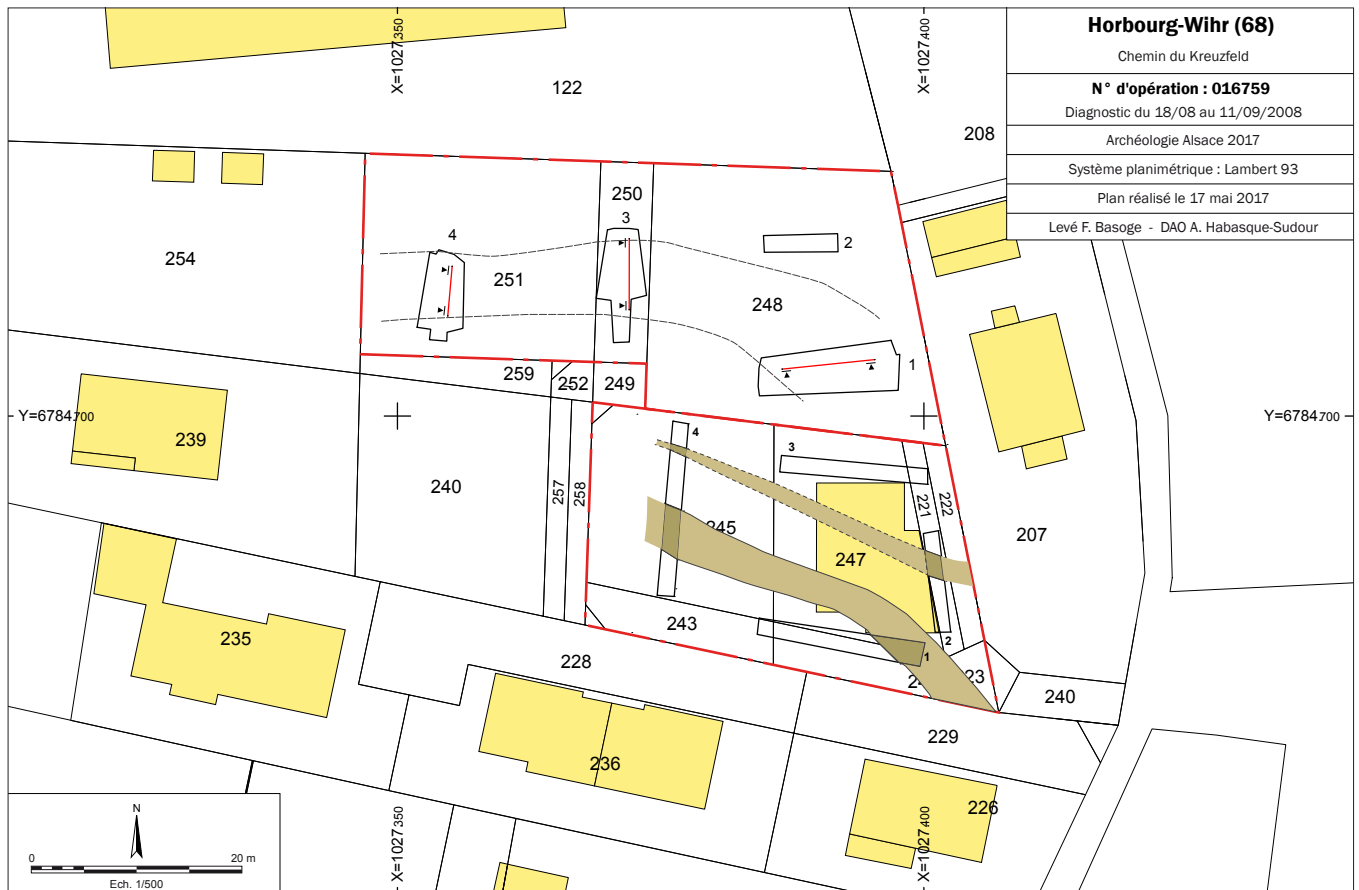 Horbourg-Wihr (68)
Chemin du Kreuzfeld
N° d'opération : 016759
Diagnostic du 18/08 au 11/09/2008
Archéologie Alsace 2017
Système planimétrique : Lambert 93
Plan réalisé le 17 mai 2017
Levé F. Basoge - DAO A. Habasque-Sudour
X=1027350
X=1027400
122
208
250
3
4
2
254
251
248
1
259
252
249
Y=6784700
Y=6784700
239
4
3
240
257
258
245
221
222
207
247
235
243
2
1
228
23
240
229
236
226
X=1027350
X=1027400
N
0
20 m
Ech. 1/500